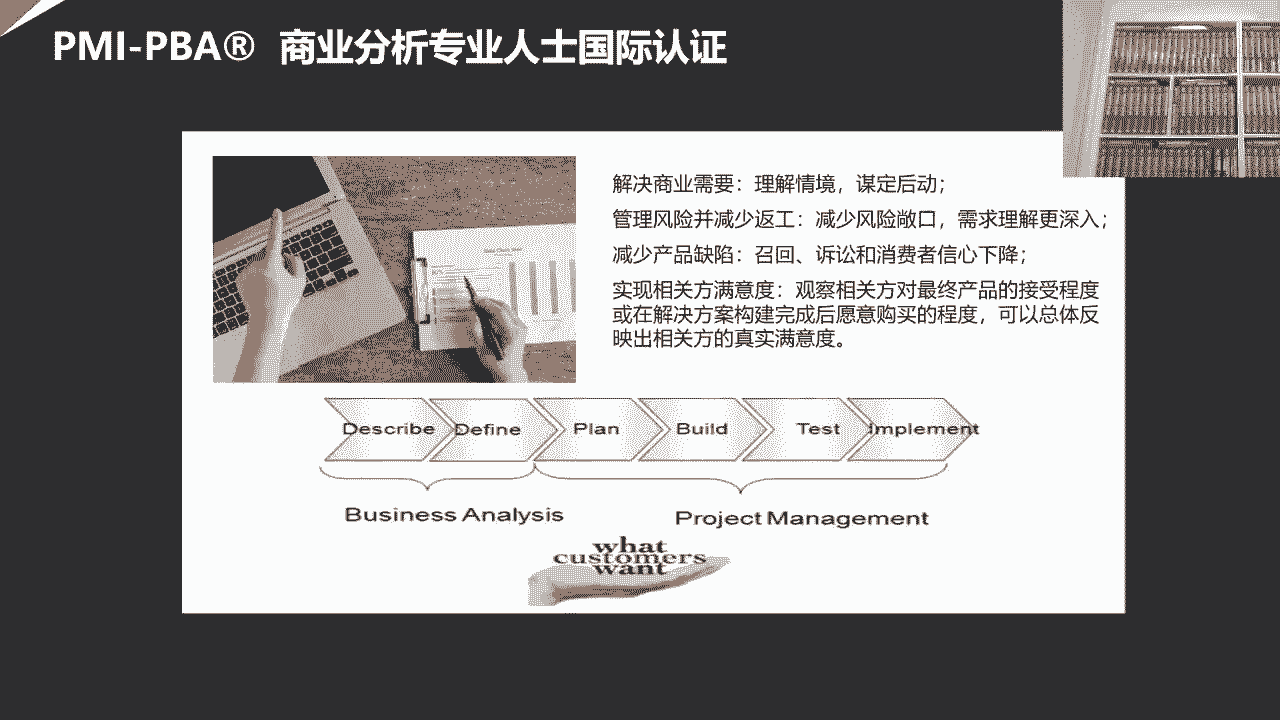 PMI-PBA® 商业分析专业人士国际认证
解决商业需要：理解情境，谋定后动；
管理风险并减少返工：减少风险敞口，需求理解更深入；
减少产品缺陷：召回、诉讼和消费者信心下降；
实现相关方满意度：观察相关方对最终产品的接受程度
或在解决方案构建完成后愿意购买的程度，可以总体反
映出相关方的真实满意度。
Describe Define Plan Build Test Implement
Business Analysis Project Management
what
customers
want